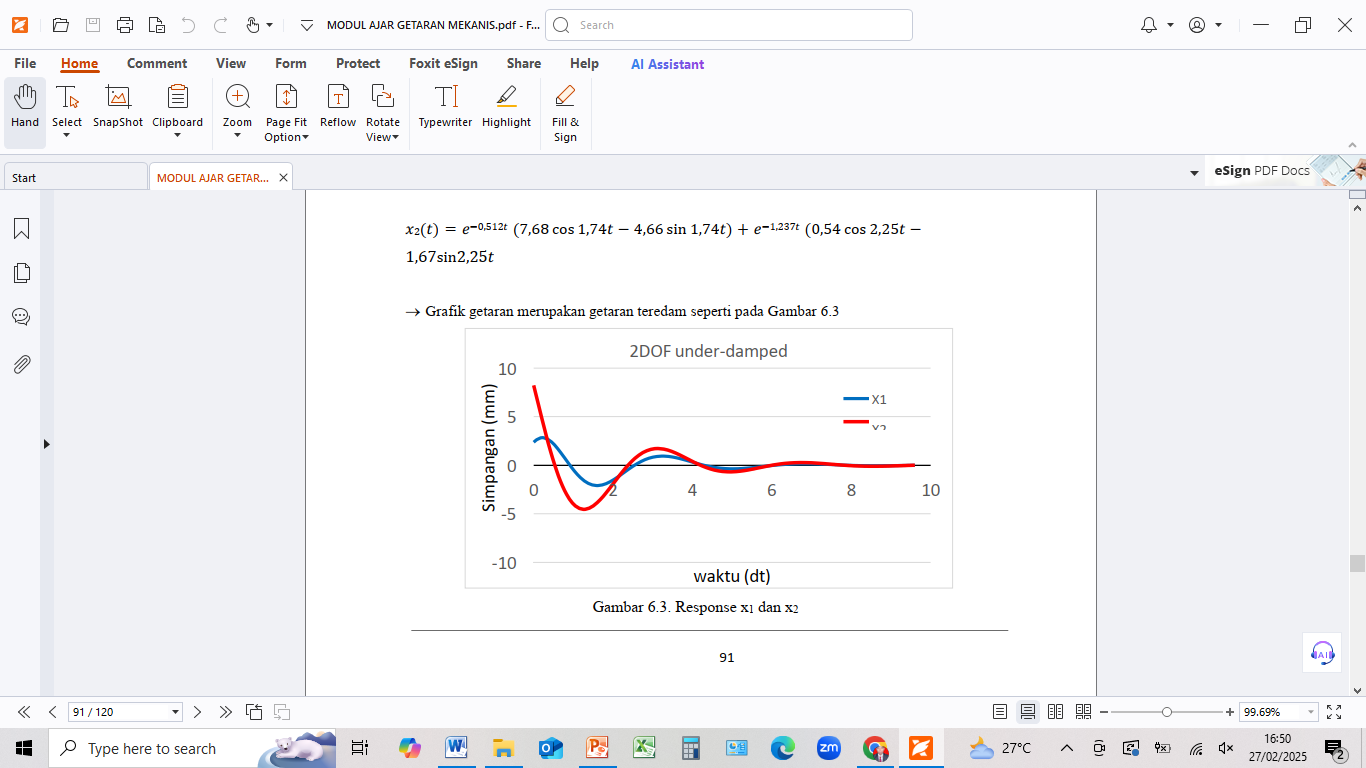 MODUL AJAR GETARAN MEKANIS.pdf - F...
Search
File Home Comment View Form Protect Foxit eSign Share Help AI Assistant
Hand Select SnapShot Clipboard Zoom Page Fit Option Reflow Rotate View Typewriter Highlight Fill & Sign
Start
MODUL AJAR GETAR...
eSign PDF Docs
x₂(t) = e⁻⁰,⁵¹²ᵗ (7,68 cos 1,74t − 4,66 sin 1,74t) + e⁻¹,²³⁷ᵗ (0,54 cos 2,25t −
1,67sin2,25t
→ Grafik getaran merupakan getaran teredam seperti pada Gambar 6.3
2DOF under-damped
Simpangan (mm)
10
5
0
-5
-10
X1
X2
0 2 4 6 8 10
waktu (dt)
Gambar 6.3. Response x₁ dan x₂
91
AI
91 / 120
99.69%
Type here to search
zm
27°C
16:50
27/02/2025
2